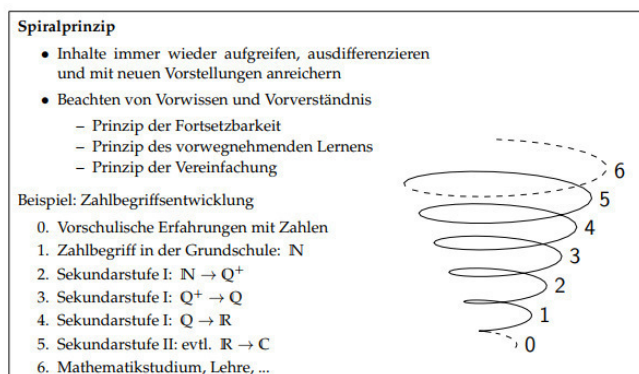 Spiralprinzip
• Inhalte immer wieder aufgreifen, ausdifferenzieren
und mit neuen Vorstellungen anreichern
• Beachten von Vorwissen und Vorverständnis
– Prinzip der Fortsetzbarkeit
– Prinzip des vorwegnehmenden Lernens
– Prinzip der Vereinfachung
Beispiel: Zahlbegriffsentwicklung
0. Vorschulische Erfahrungen mit Zahlen
1. Zahlbegriff in der Grundschule: ℕ
2. Sekundarstufe I: ℕ → ℚ⁺
3. Sekundarstufe I: ℚ⁺ → ℚ
4. Sekundarstufe I: ℚ → ℝ
5. Sekundarstufe II: evtl. ℝ → ℂ
6. Mathematikstudium, Lehre, ...
6
5
4
3
2
1
0